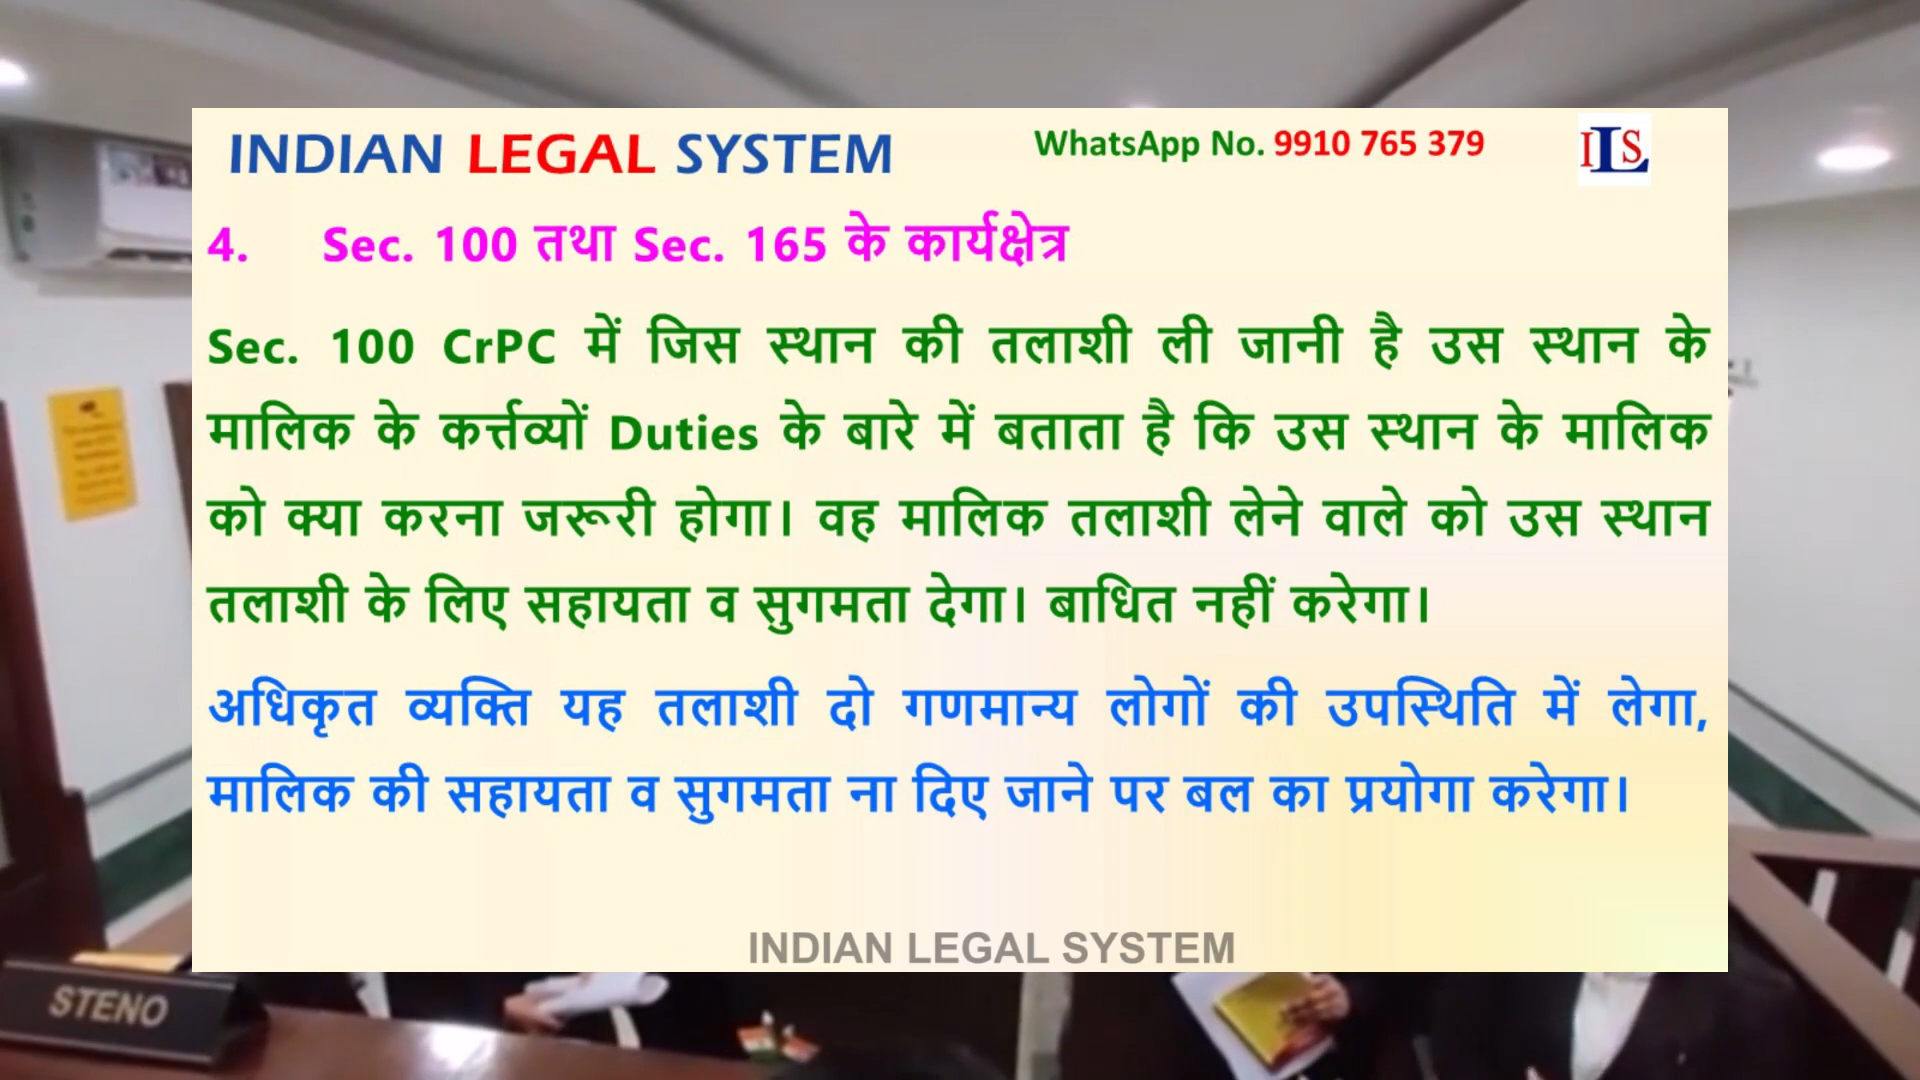 INDIAN LEGAL SYSTEM
WhatsApp No. 9910 765 379
ILS
4. Sec. 100 तथा Sec. 165 के कार्यक्षेत्र
Sec. 100 CrPC में जिस स्थान की तलाशी ली जानी है उस स्थान के
मालिक के कर्त्तव्यों Duties के बारे में बताता है कि उस स्थान के मालिक
को क्या करना जरूरी होगा। वह मालिक तलाशी लेने वाले को उस स्थान
तलाशी के लिए सहायता व सुगमता देगा। बाधित नहीं करेगा।
अधिकृत व्यक्ति यह तलाशी दो गणमान्य लोगों की उपस्थिति में लेगा,
मालिक की सहायता व सुगमता ना दिए जाने पर बल का प्रयोगा करेगा।
INDIAN LEGAL SYSTEM
STENO